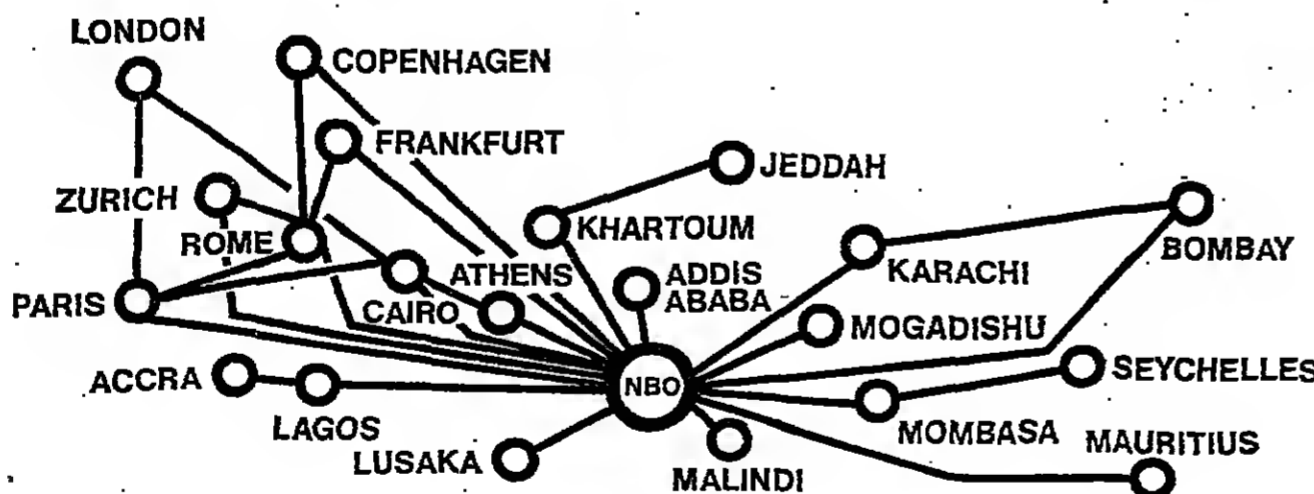 LONDON
COPENHAGEN
FRANKFURT
JEDDAH
ZURICH
ROME
KHARTOUM
BOMBAY
KARACHI
ATHENS
ADDIS
ABABA
PARIS
CAIRO
MOGADISHU
SEYCHELLES
ACCRA
NBO
LAGOS
MOMBASA
MAURITIUS
LUSAKA
MALINDI